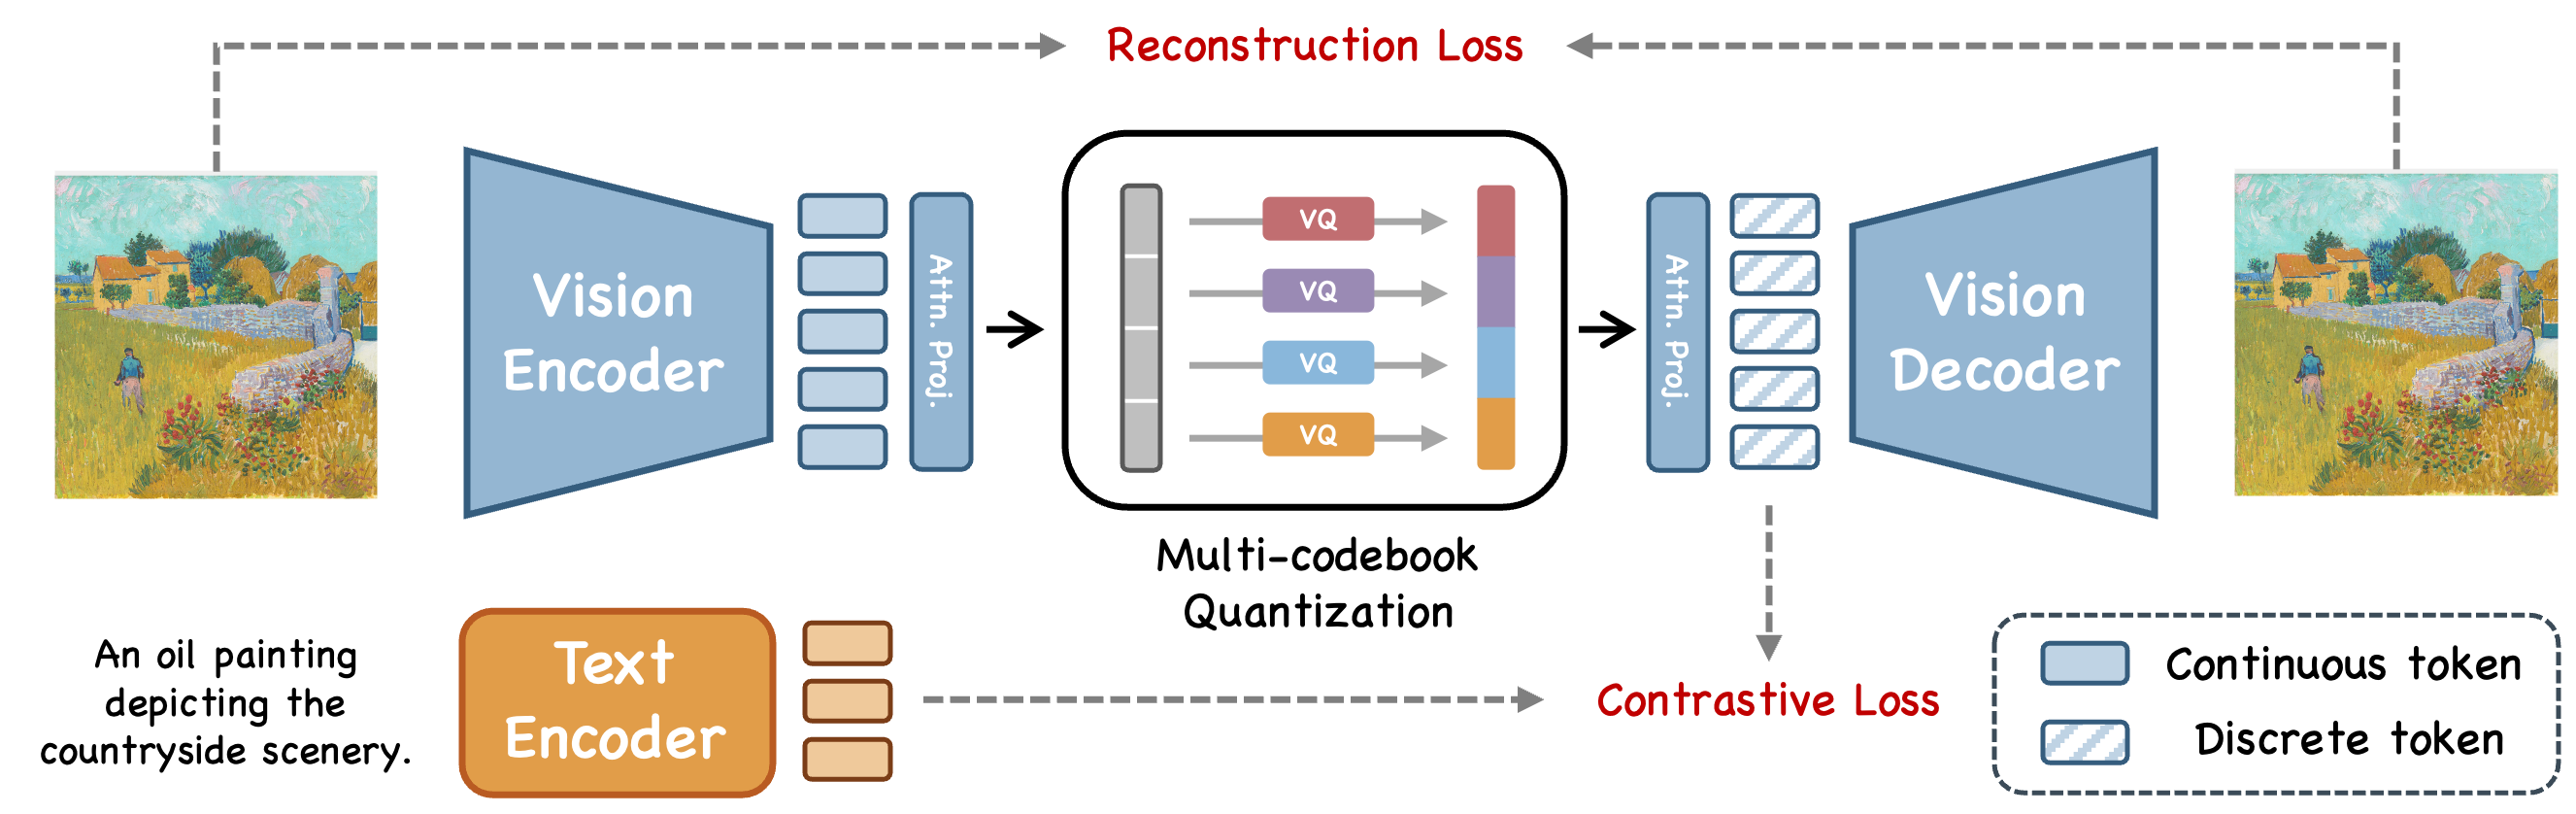 Reconstruction Loss
Vision
Encoder
Attn. Proj.
VQ
VQ
VQ
VQ
Multi-codebook
Quantization
Attn. Proj.
Vision
Decoder
An oil painting
depicting the
countryside scenery.
Text
Encoder
Contrastive Loss
Continuous token
Discrete token